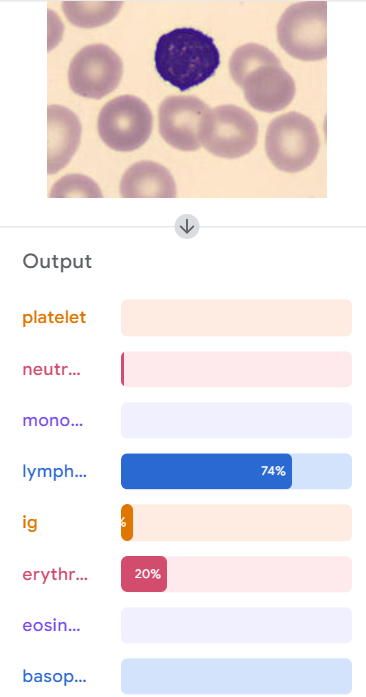 Output
platelet
neutr...
mono...
lymph...
74%
ig
%
erythr...
20%
eosin...
basop...